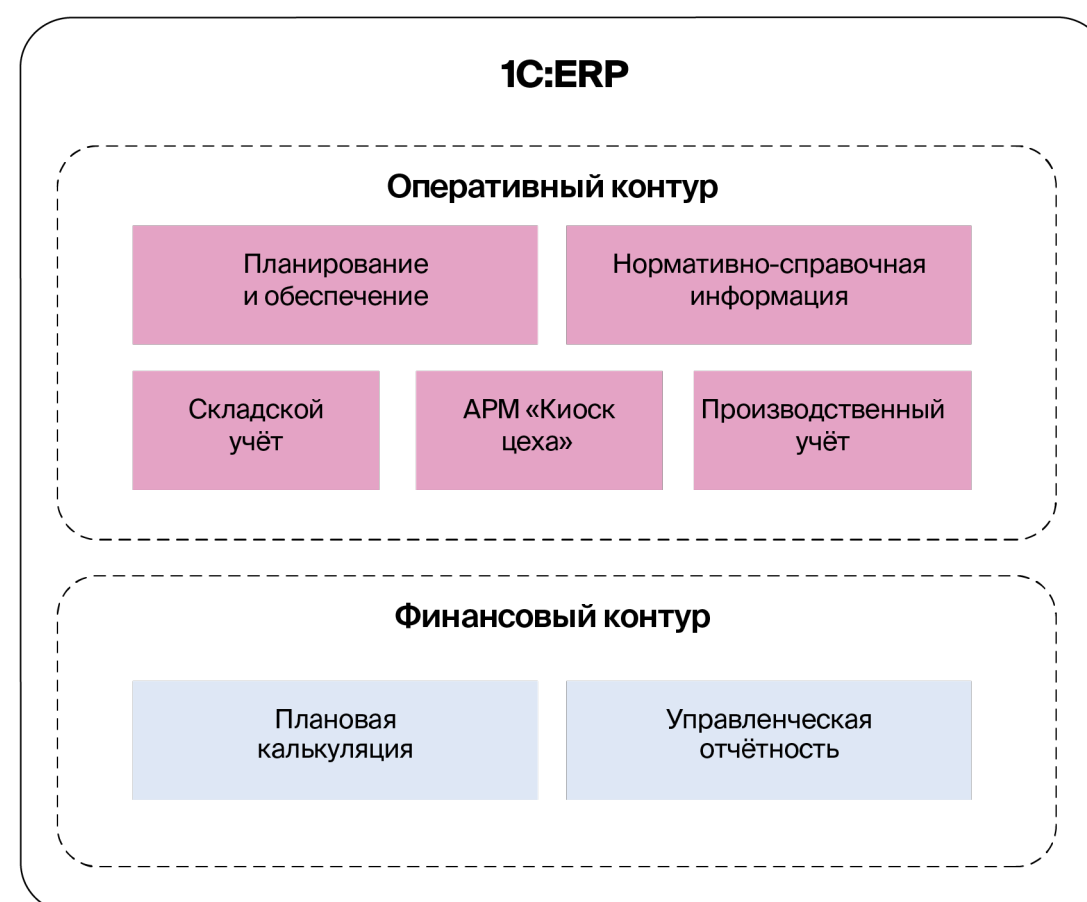 1C:ERP
Оперативный контур
Планирование
и обеспечение
Нормативно-справочная
информация
Складской
учёт
АРМ «Киоск
цеха»
Производственный
учёт
Финансовый контур
Плановая
калькуляция
Управленческая
отчётность